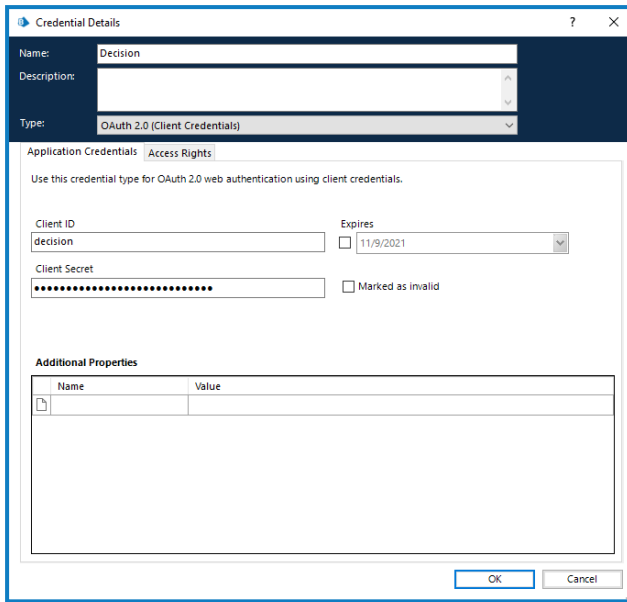 Credential Details ? ✕
Name: Decision
Description:
Type: OAuth 2.0 (Client Credentials)
Application Credentials Access Rights
Use this credential type for OAuth 2.0 web authentication using client credentials.
Client ID Expires
decision 11/9/2021
Client Secret
•••••••••••••••••••••••••••• Marked as invalid
Additional Properties
Name Value
OK Cancel